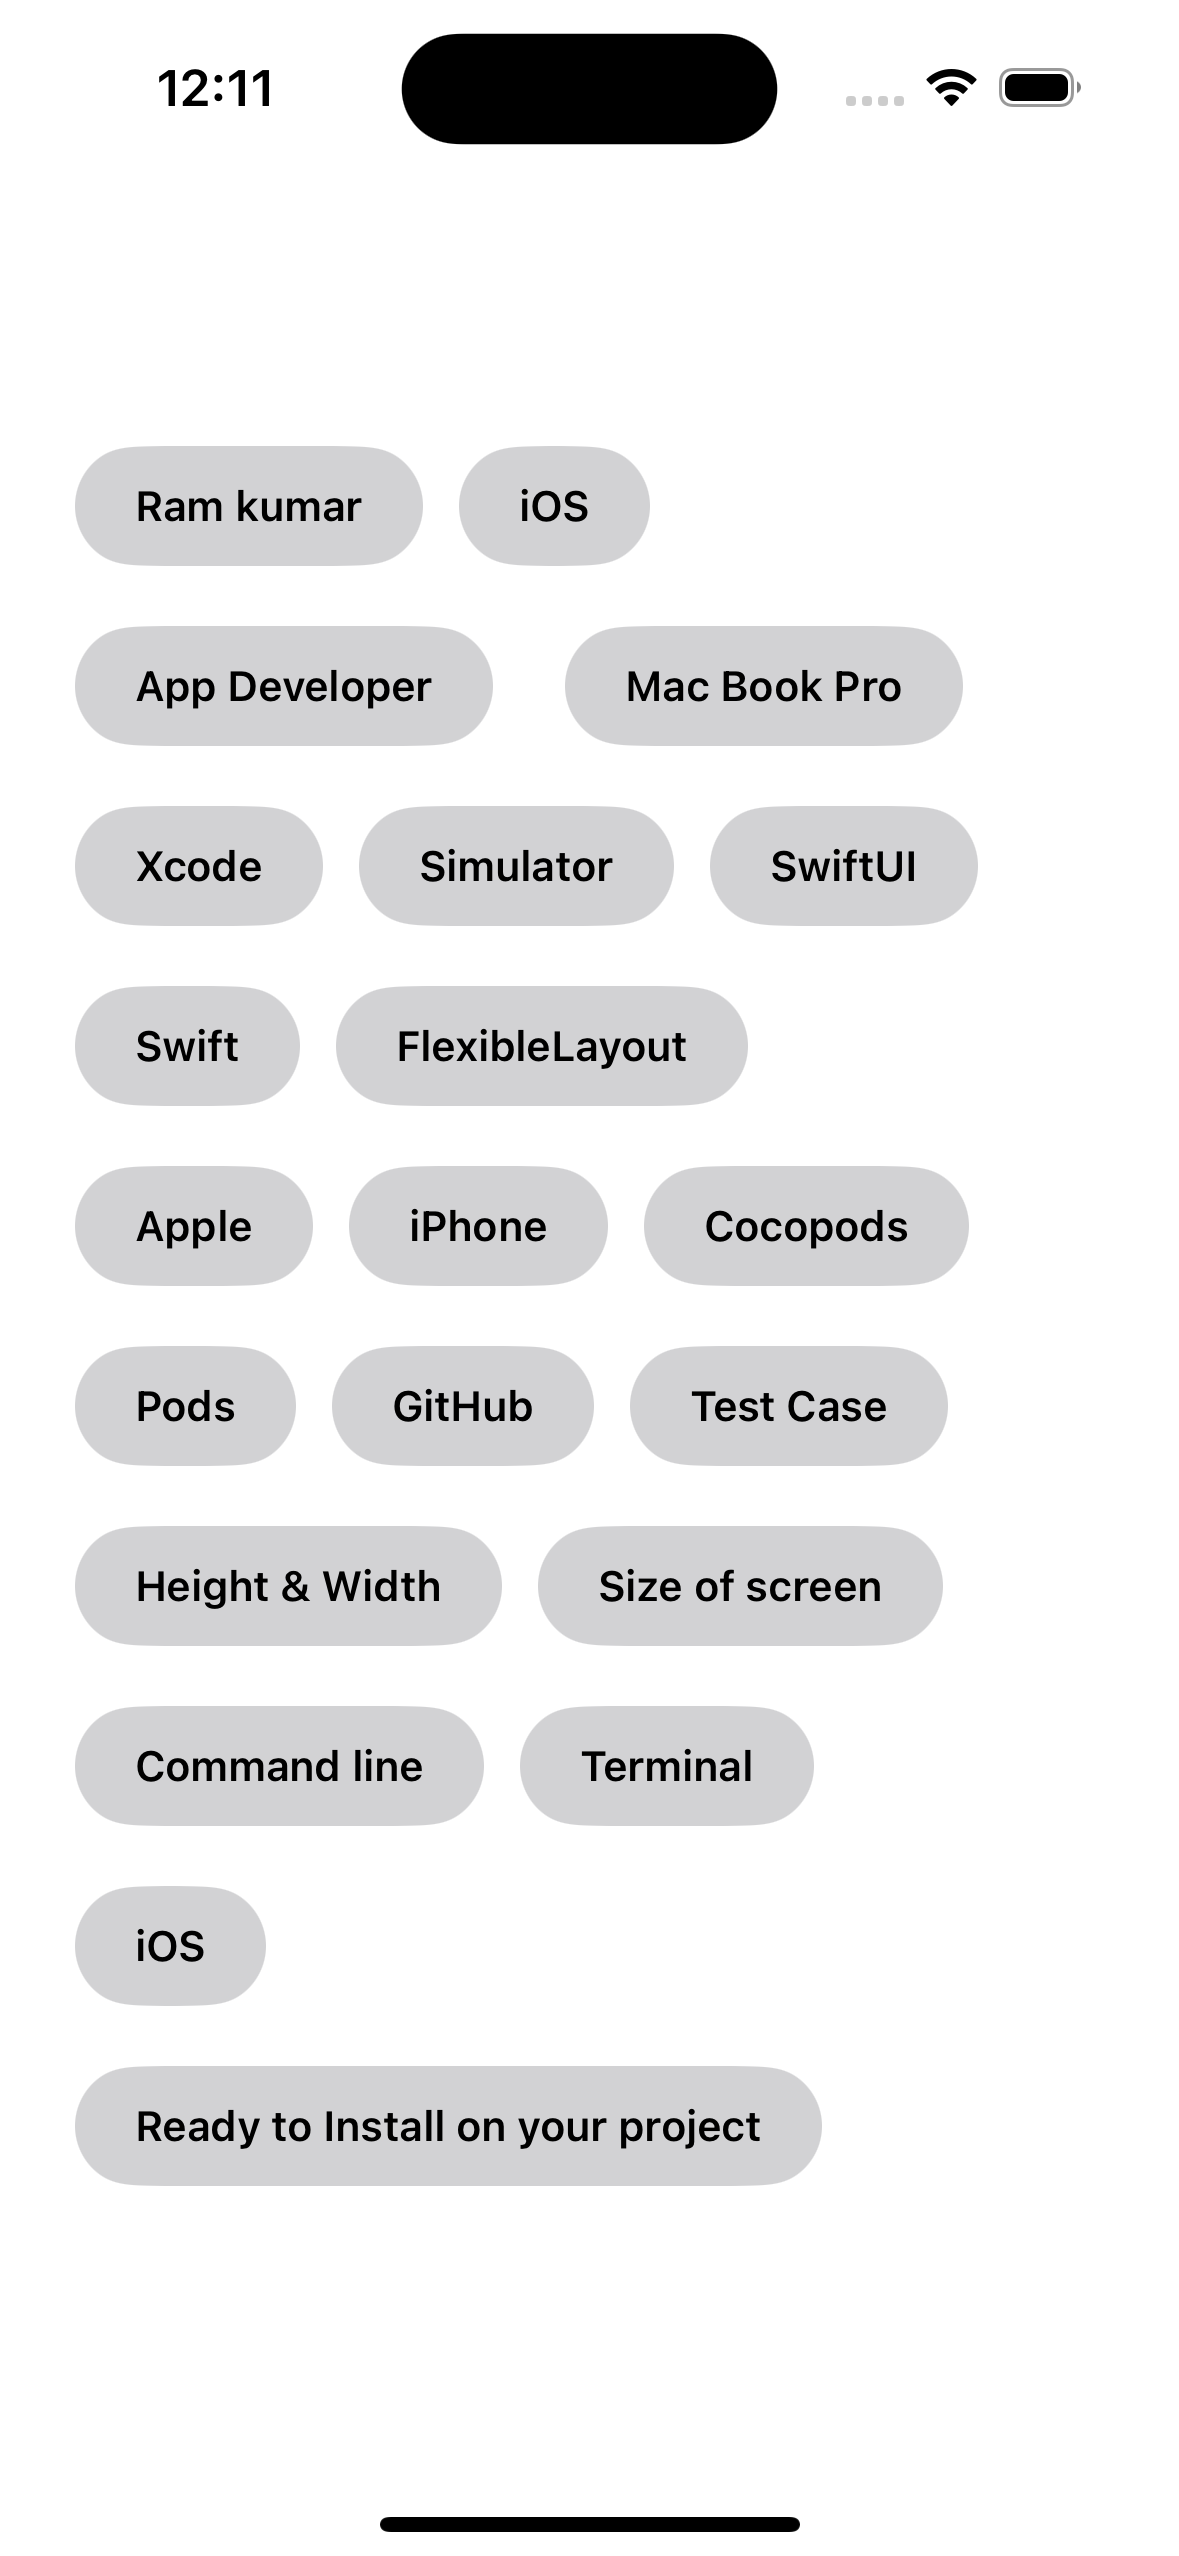 12:11
Ram kumar iOS
App Developer Mac Book Pro
Xcode Simulator SwiftUI
Swift FlexibleLayout
Apple iPhone Cocopods
Pods GitHub Test Case
Height & Width Size of screen
Command line Terminal
iOS
Ready to Install on your project